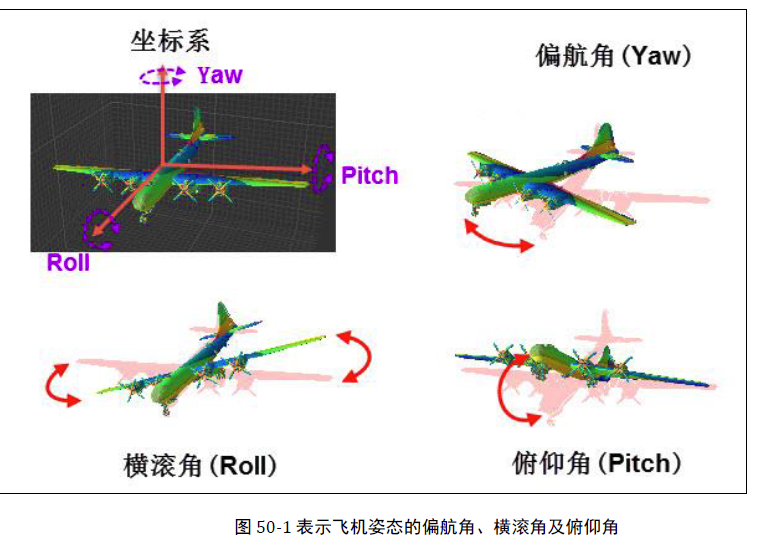 坐标系
Yaw
Pitch
Roll
偏航角(Yaw)
横滚角(Roll)
俯仰角(Pitch)
图 50-1 表示飞机姿态的偏航角、横滚角及俯仰角